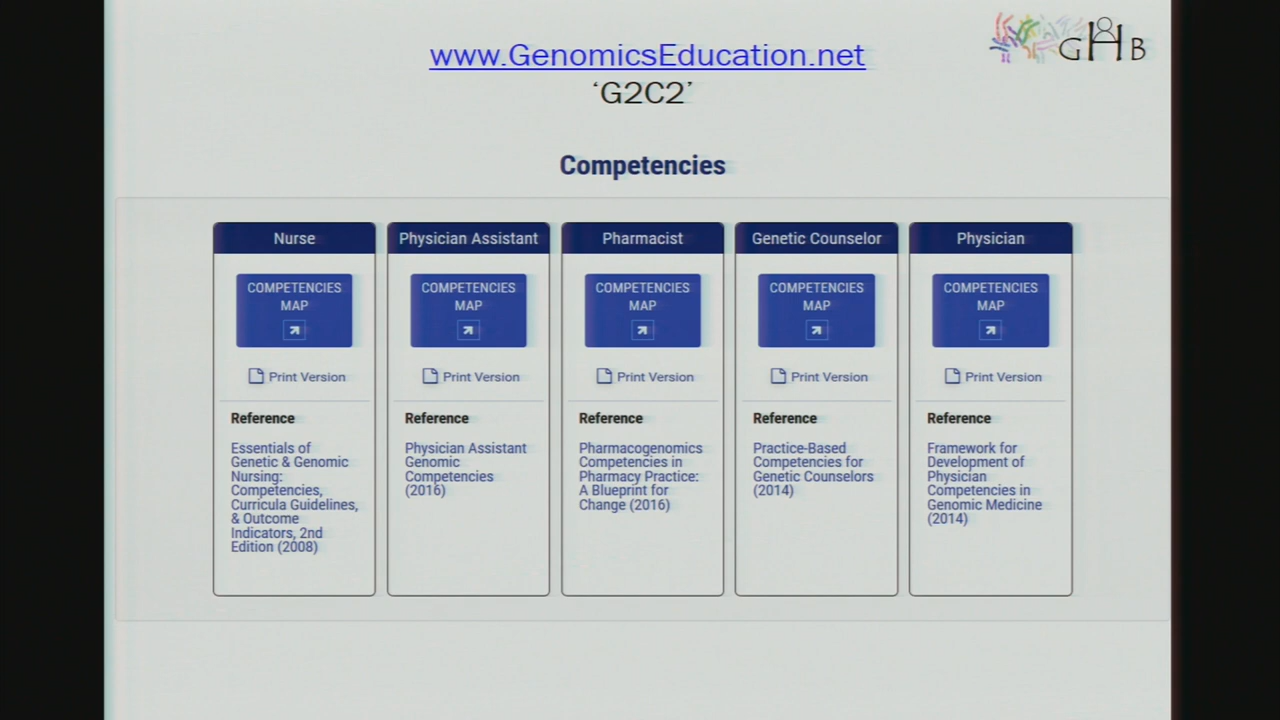 www.GenomicsEducation.net
GHB
‘G2C2’
Competencies
Nurse
COMPETENCIES
MAP
Print Version
Reference
Essentials of
Genetic & Genomic
Nursing:
Competencies,
Curricula Guidelines,
& Outcome
Indicators, 2nd
Edition (2008)
Physician Assistant
COMPETENCIES
MAP
Print Version
Reference
Physician Assistant
Genomic
Competencies
(2016)
Pharmacist
COMPETENCIES
MAP
Print Version
Reference
Pharmacogenomics
Competencies in
Pharmacy Practice:
A Blueprint for
Change (2016)
Genetic Counselor
COMPETENCIES
MAP
Print Version
Reference
Practice-Based
Competencies for
Genetic Counselors
(2014)
Physician
COMPETENCIES
MAP
Print Version
Reference
Framework for
Development of
Physician
Competencies in
Genomic Medicine
(2014)